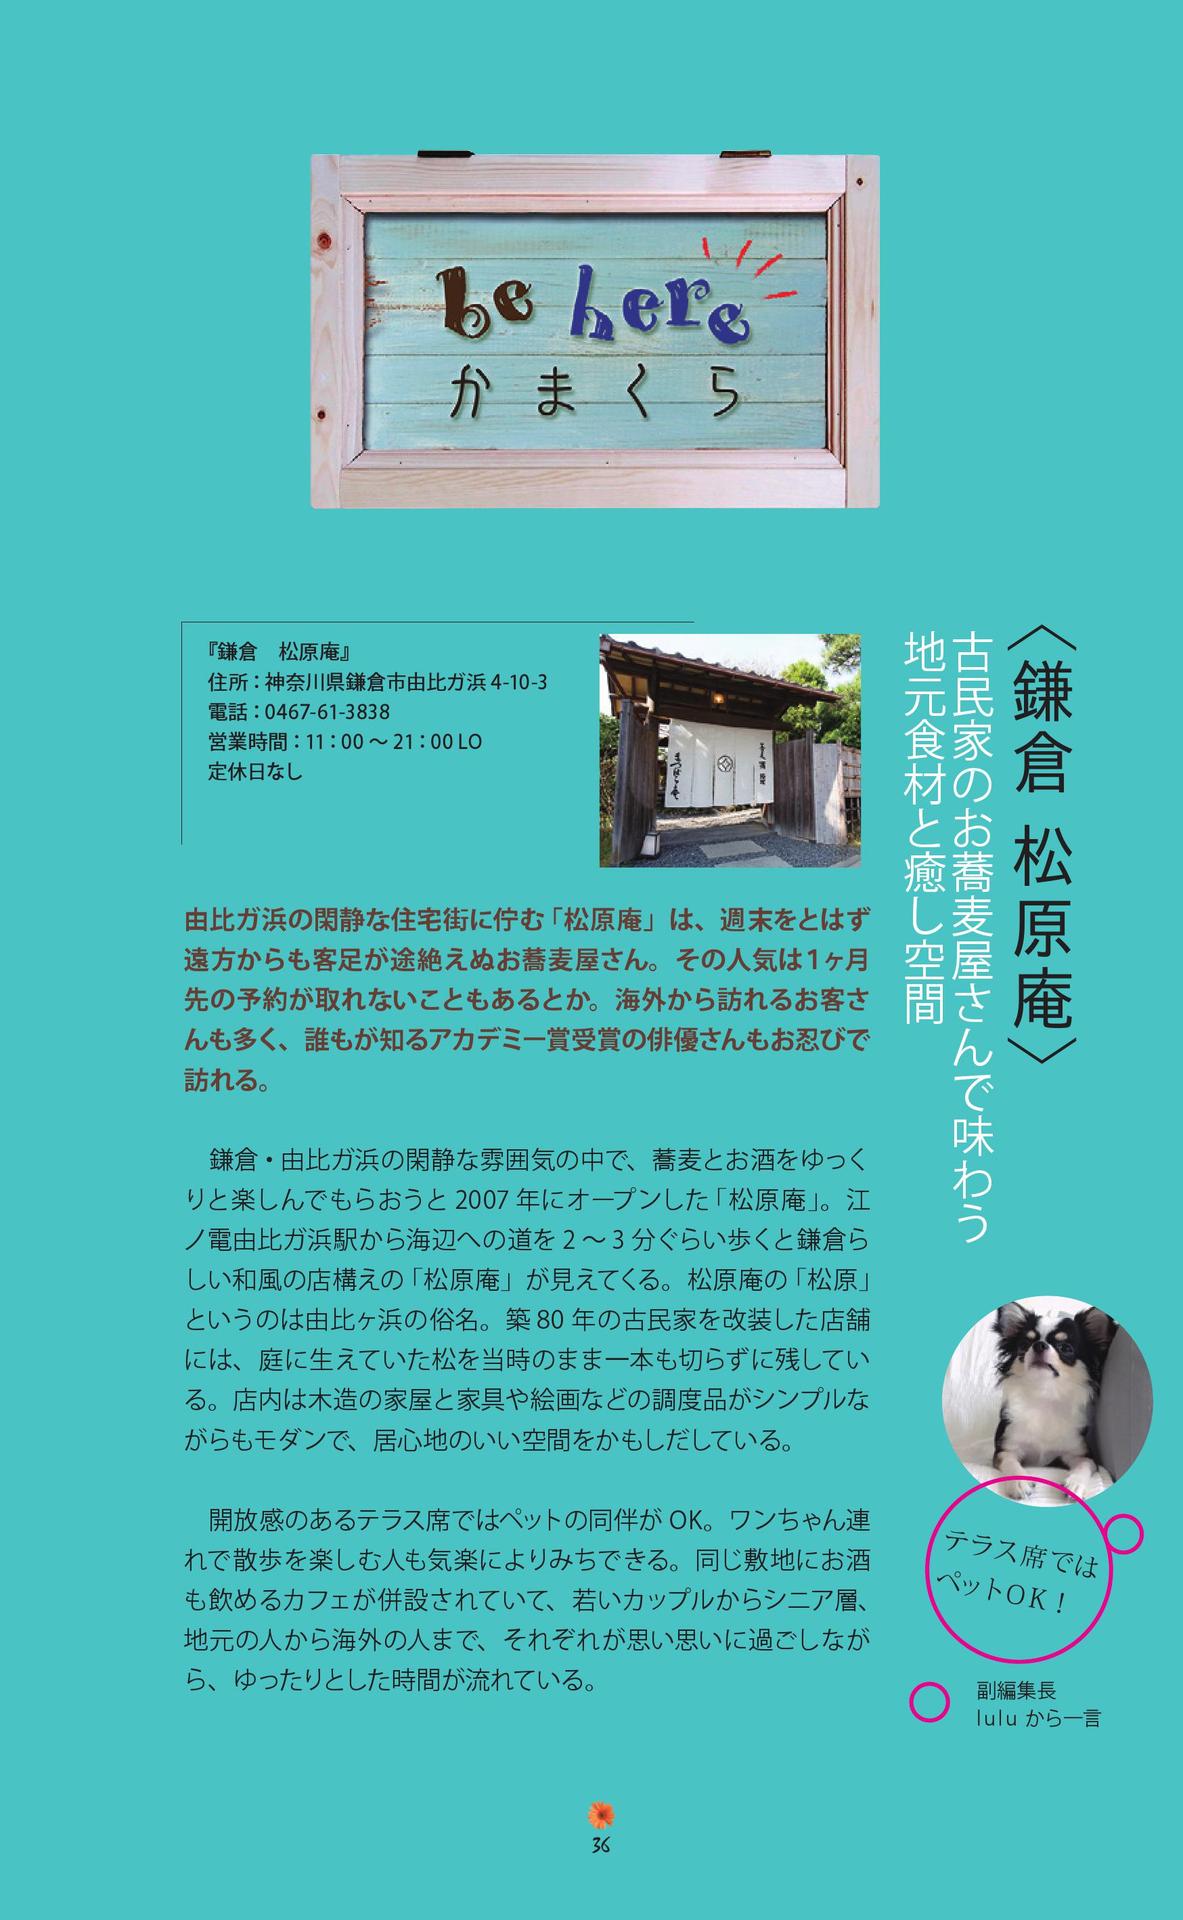 be here
かまくら
〈鎌倉 松原庵〉
古民家のお蕎麦屋さんで味わう
地元食材と癒し空間
『鎌倉　松原庵』
住所：神奈川県鎌倉市由比ガ浜 4-10-3
電話：0467-61-3838
営業時間：11：00 〜 21：00 LO
定休日なし
由比ガ浜の閑静な住宅街に佇む「松原庵」は、週末をとはず
遠方からも客足が途絶えぬお蕎麦屋さん。その人気は1ヶ月
先の予約が取れないこともあるとか。海外から訪れるお客さ
んも多く、誰もが知るアカデミー賞受賞の俳優さんもお忍びで
訪れる。
　鎌倉・由比ガ浜の閑静な雰囲気の中で、蕎麦とお酒をゆっく
りと楽しんでもらおうと 2007 年にオープンした「松原庵」。江
ノ電由比ガ浜駅から海辺への道を 2 〜 3 分ぐらい歩くと鎌倉ら
しい和風の店構えの「松原庵」が見えてくる。松原庵の「松原」
というのは由比ヶ浜の俗名。築 80 年の古民家を改装した店舗
には、庭に生えていた松を当時のまま一本も切らずに残してい
る。店内は木造の家屋と家具や絵画などの調度品がシンプルな
がらもモダンで、居心地のいい空間をかもしだしている。
　開放感のあるテラス席ではペットの同伴が OK。ワンちゃん連
れで散歩を楽しむ人も気楽によりみちできる。同じ敷地にお酒
も飲めるカフェが併設されていて、若いカップルからシニア層、
地元の人から海外の人まで、それぞれが思い思いに過ごしなが
ら、ゆったりとした時間が流れている。
テラス席では
ペットOK！
副編集長
lulu から一言
36